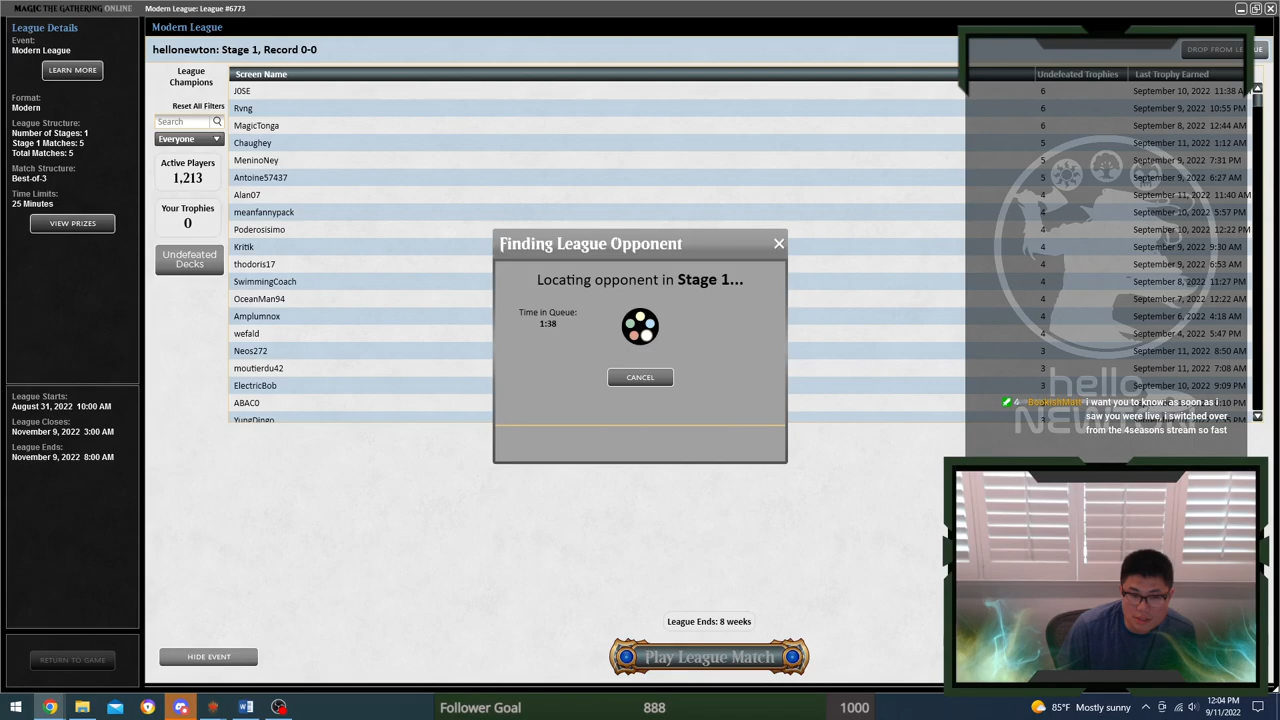 MAGIC THE GATHERING ONLINE
Modern League: League #6773
League Details
Event:
Modern League
LEARN MORE
Format:
Modern
League Structure:
Number of Stages: 1
Stage 1 Matches: 5
Total Matches: 5
Match Structure:
Best-of-3
Time Limits:
25 Minutes
VIEW PRIZES
League Starts:
August 31, 2022 10:00 AM
League Closes:
November 9, 2022 3:00 AM
League Ends:
November 9, 2022 8:00 AM
RETURN TO GAME
Modern League
hellonewton: Stage 1, Record 0-0
DROP FROM LEAGUE
League
Champions
Reset All Filters
Search
Everyone
Active Players
1,213
Your Trophies
0
Undefeated
Decks
Screen Name Undefeated Trophies Last Trophy Earned
J0SE 6 September 10, 2022 11:38 AM
Rvng 6 September 9, 2022 10:55 PM
MagicTonga 6 September 8, 2022 12:44 AM
Chaughey 5 September 11, 2022 1:12 AM
MeninoNey 5 September 9, 2022 7:31 PM
Antoine57437 5 September 9, 2022 6:27 AM
Alan07 4 September 11, 2022 11:40 AM
meanfannypack 4 September 10, 2022 5:57 PM
Poderosisimo 4 September 10, 2022 12:22 PM
Kritik 4 September 9, 2022 9:30 AM
thodoris17 4 September 9, 2022 6:53 AM
SwimmingCoach 4 September 8, 2022 11:27 PM
OceanMan94 4 September 7, 2022 12:22 AM
Amplumnox 4 September 6, 2022 4:18 AM
wefald 4 September 4, 2022 5:47 PM
Neos272 3 September 11, 2022 8:50 AM
moutierdu42 3 September 11, 2022 7:08 AM
ElectricBob 3 September 10, 2022 9:09 PM
ABAC0
YungDingo
Finding League Opponent
Locating opponent in Stage 1...
Time in Queue:
1:38
CANCEL
hello
4 BookishMatt i want you to know: as soon as i
saw you were live, i switched over
from the 4seasons stream so fast
League Ends: 8 weeks
Play League Match
HIDE EVENT
Follower Goal 888 1000
85°F Mostly sunny
12:04 PM
9/11/2022